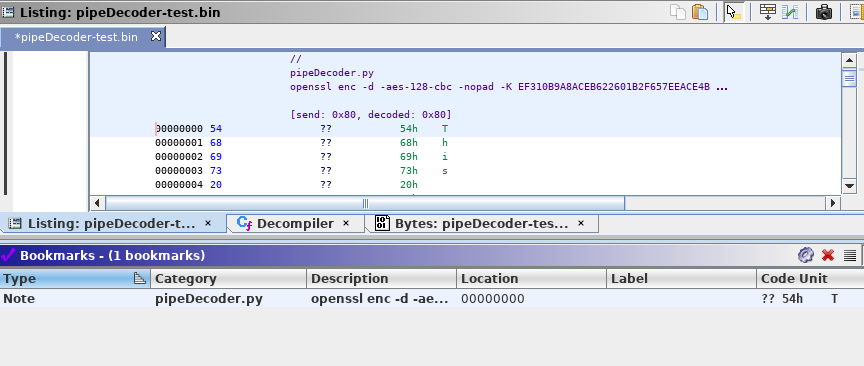 Listing: pipeDecoder-test.bin
*pipeDecoder-test.bin
//
pipeDecoder.py
openssl enc -d -aes-128-cbc -nopad -K EF310B9A8ACEB622601B2F657EEACE4B ...
[send: 0x80, decoded: 0x80]
00000000 54 ?? 54h T
00000001 68 ?? 68h h
00000002 69 ?? 69h i
00000003 73 ?? 73h s
00000004 20 ?? 20h
Listing: pipeDecoder-t... × Decompiler × Bytes: pipeDecoder-tes... ×
Bookmarks - (1 bookmarks)
Type Category Description Location Label Code Unit
Note pipeDecoder.py openssl enc -d -ae... 00000000 ?? 54h T